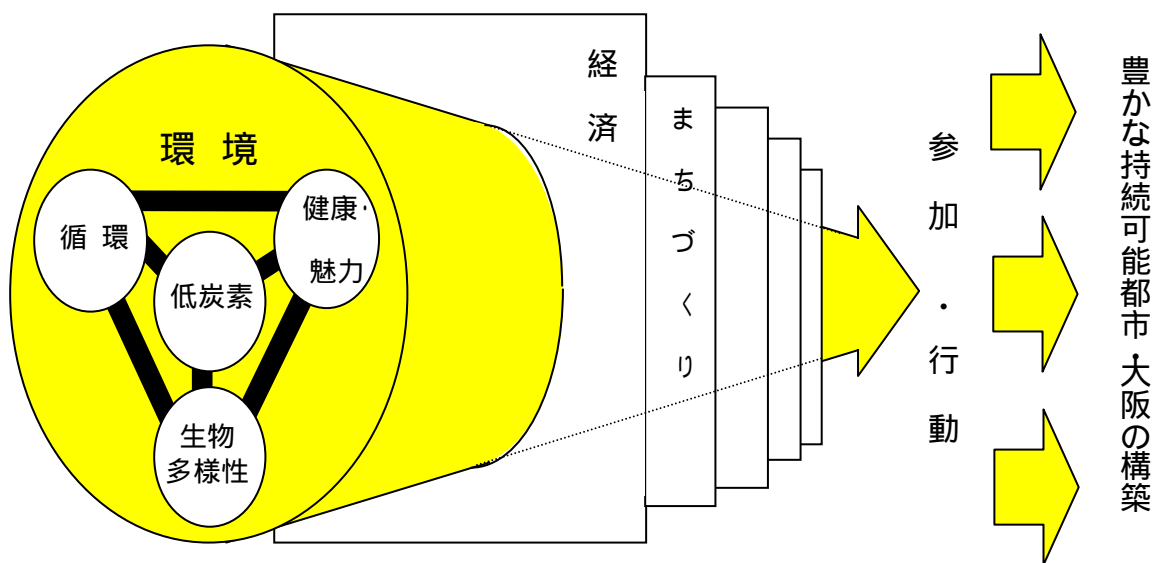 環 境
循 環
健康・
魅力
低炭素
生物
多様性
経済
まちづくり
参加・行動
豊かな持続可能都市・大阪の構築